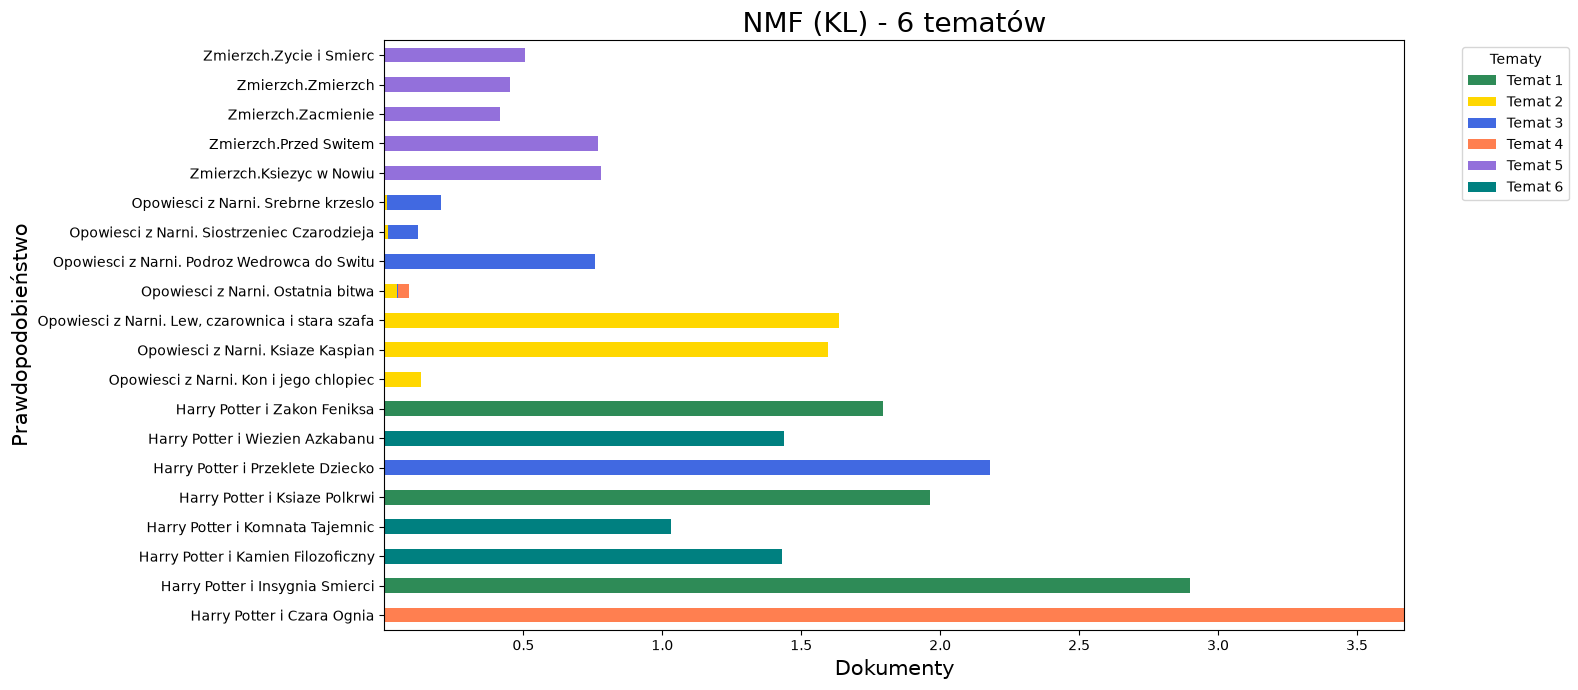 NMF (KL) - 6 tematów
Prawdopodobieństwo
Zmierzch.Zycie i Smierc
Zmierzch.Zmierzch
Zmierzch.Zacmienie
Zmierzch.Przed Switem
Zmierzch.Ksiezyc w Nowiu
Opowiesci z Narni. Srebrne krzeslo
Opowiesci z Narni. Siostrzeniec Czarodzieja
Opowiesci z Narni. Podroz Wedrowca do Switu
Opowiesci z Narni. Ostatnia bitwa
Opowiesci z Narni. Lew, czarownica i stara szafa
Opowiesci z Narni. Ksiaze Kaspian
Opowiesci z Narni. Kon i jego chlopiec
Harry Potter i Zakon Feniksa
Harry Potter i Wiezien Azkabanu
Harry Potter i Przeklete Dziecko
Harry Potter i Ksiaze Polkrwi
Harry Potter i Komnata Tajemnic
Harry Potter i Kamien Filozoficzny
Harry Potter i Insygnia Smierci
Harry Potter i Czara Ognia
0.5 1.0 1.5 2.0 2.5 3.0 3.5
Dokumenty
Tematy
Temat 1
Temat 2
Temat 3
Temat 4
Temat 5
Temat 6